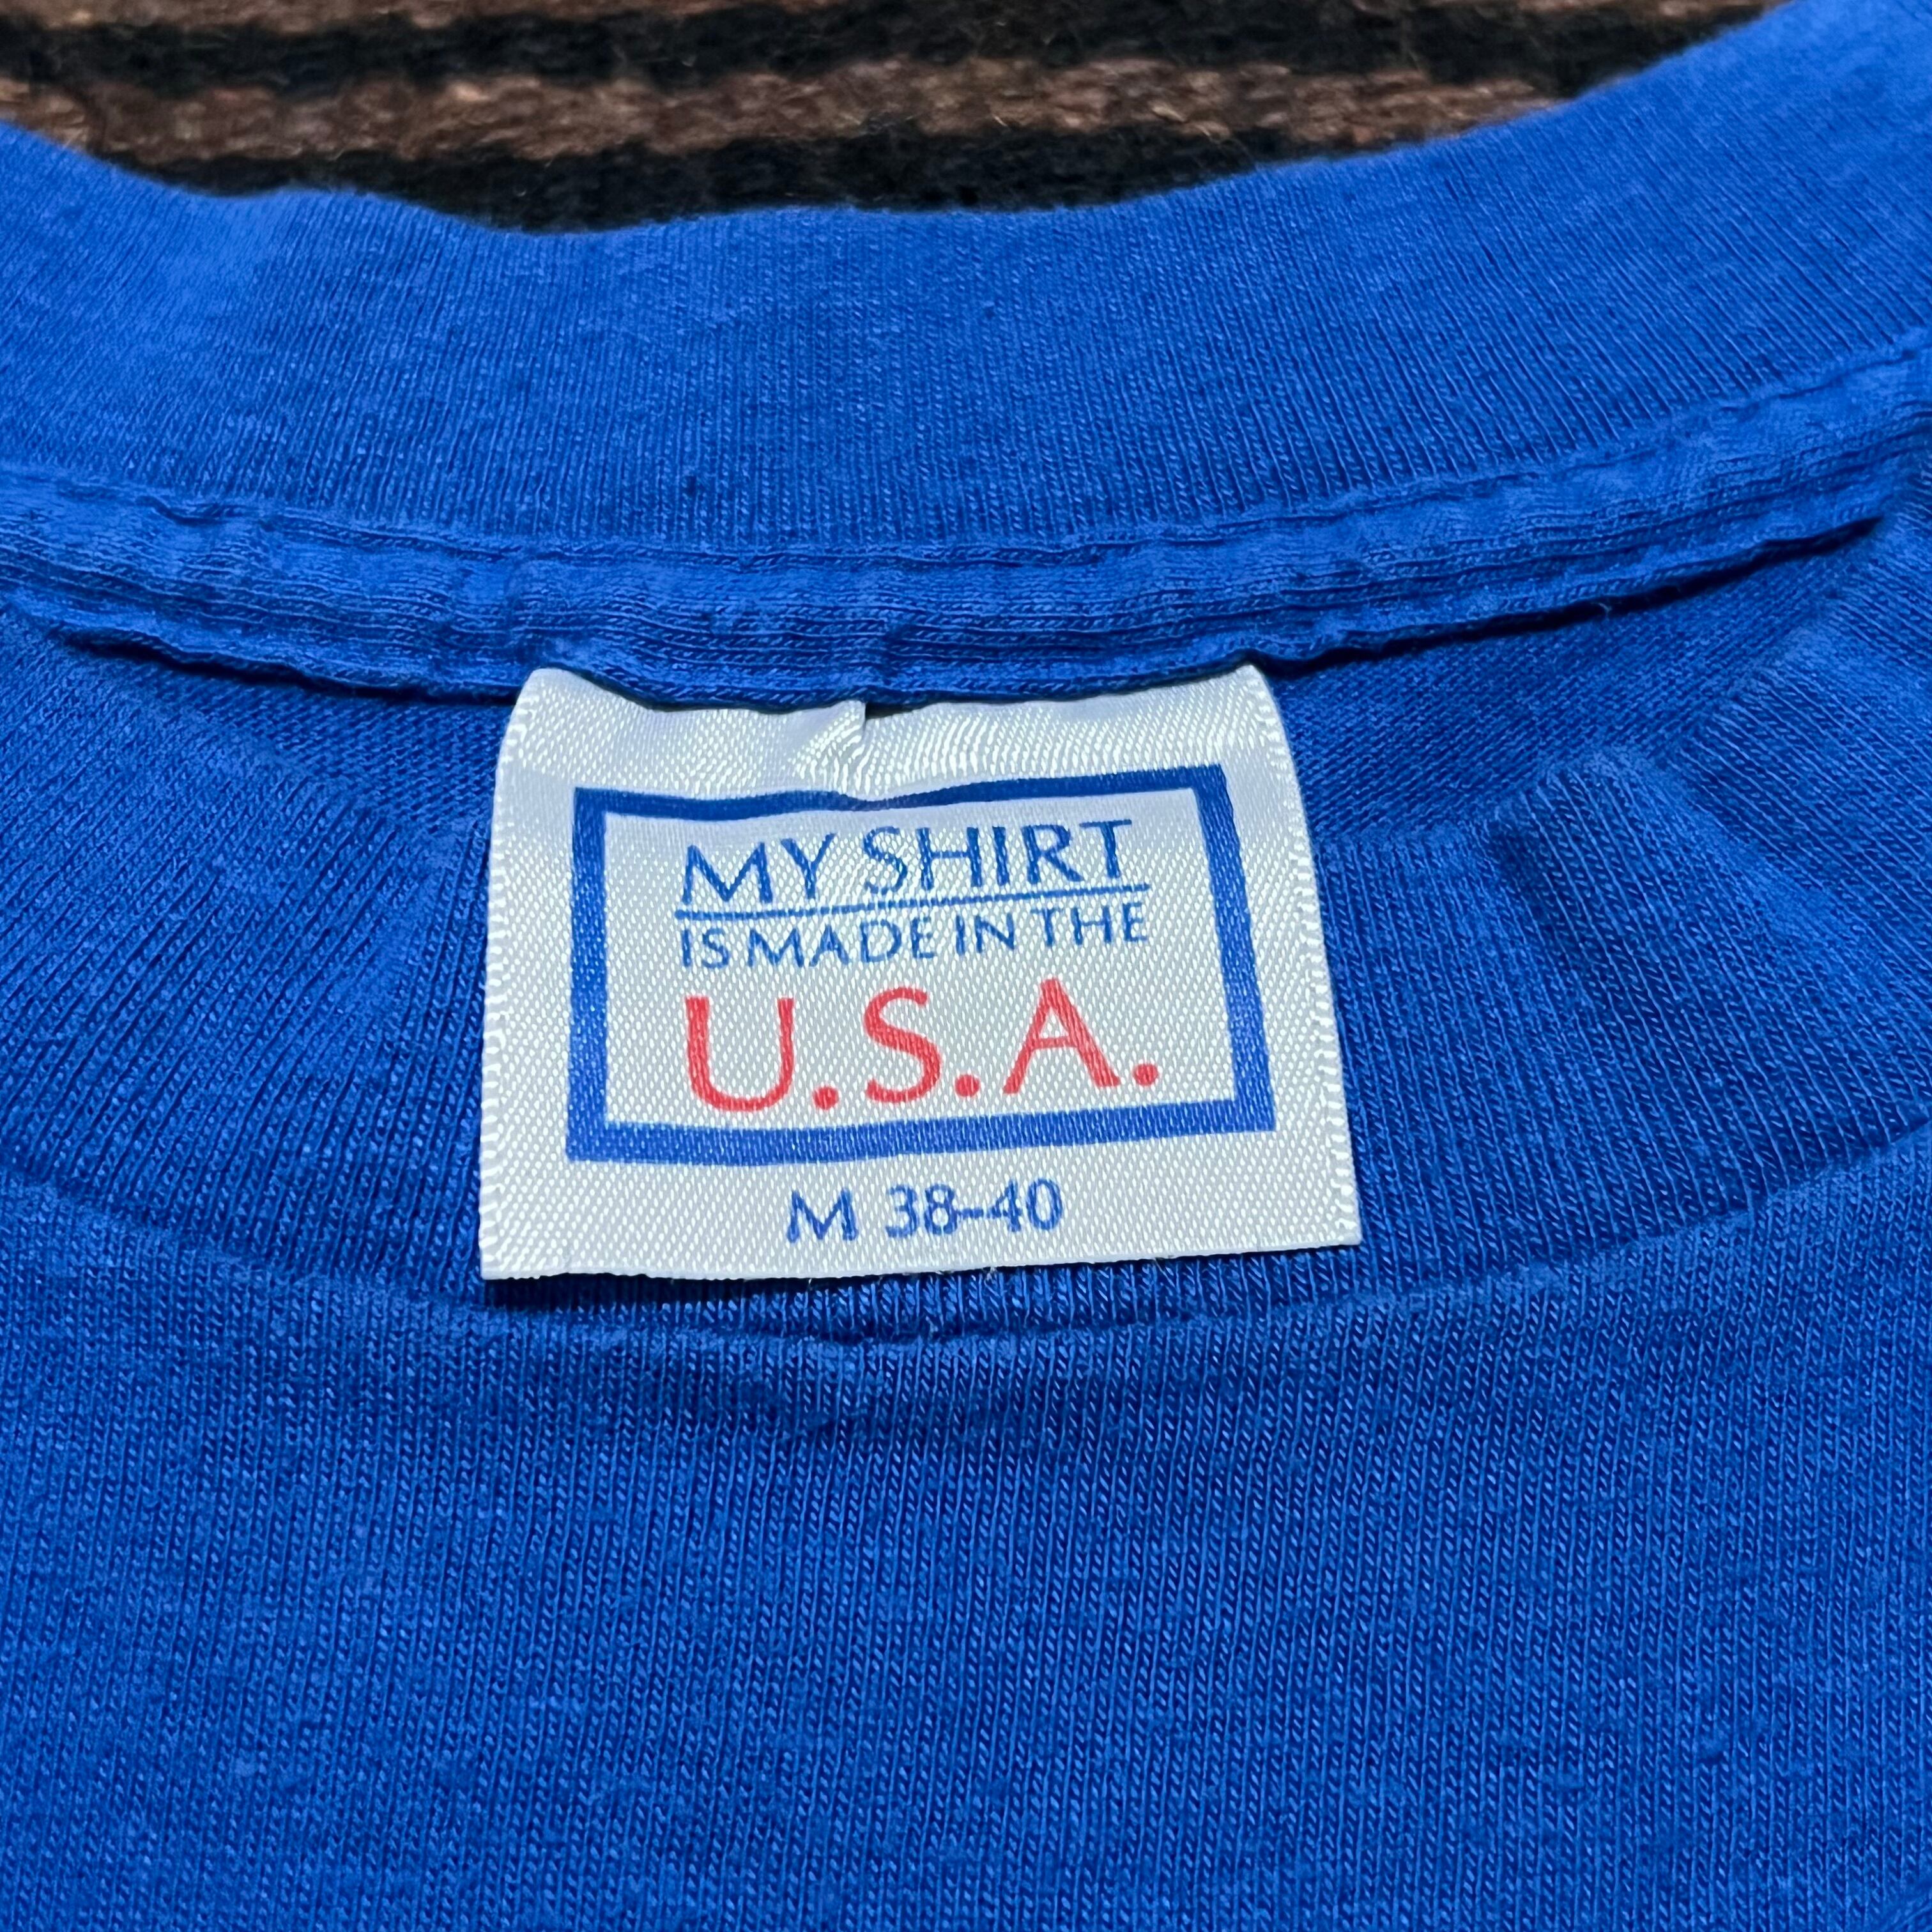 MY SHIRT
IS MADE IN THE
U.S.A.
M 38-40